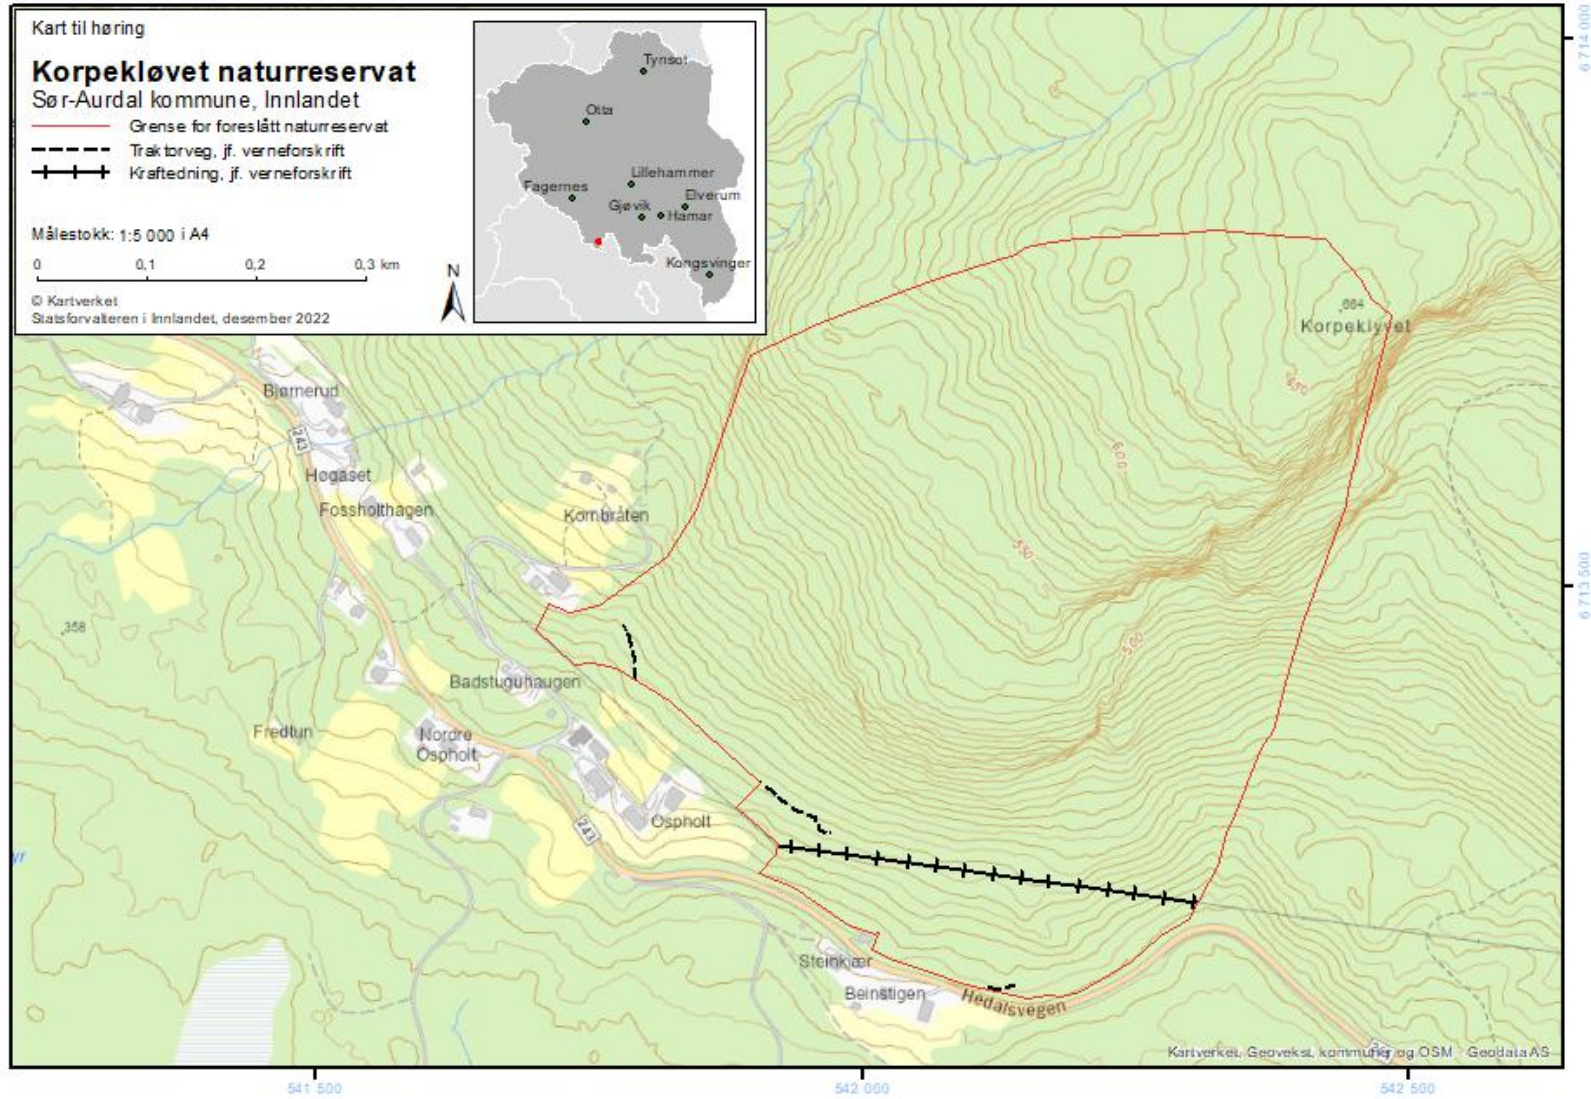 Kart til høring
Korpekløvet naturreservat
Sør-Aurdal kommune, Innlandet
Grense for foreslått naturreservat
Traktorveg, jf. verneforskrift
Kraftedning, jf. verneforskrift
Målestokk: 1:5 000 i A4
0 0,1 0,2 0,3 km
© Kartverket
Statsforvalteren i Innlandet, desember 2022
N
Tynset
Otta
Lillehammer
Fagernes
Elverum
Gjøvik
Hamar
Kongsvinger
6 714 000
664
Korpeklyvet
650
Bjørnerud
243
Høgaset
Fossholthagen
Kornbråten
600
550
6 713 500
358
500
Badstuguhaugen
Fredtun
Nordre
Ospholt
Ospholt
243
Steinkjær
Beinstigen
Hedalsvegen
243
Kartverket, Geovekst, kommuner og OSM - Geodata AS
541 500
542 000
542 500